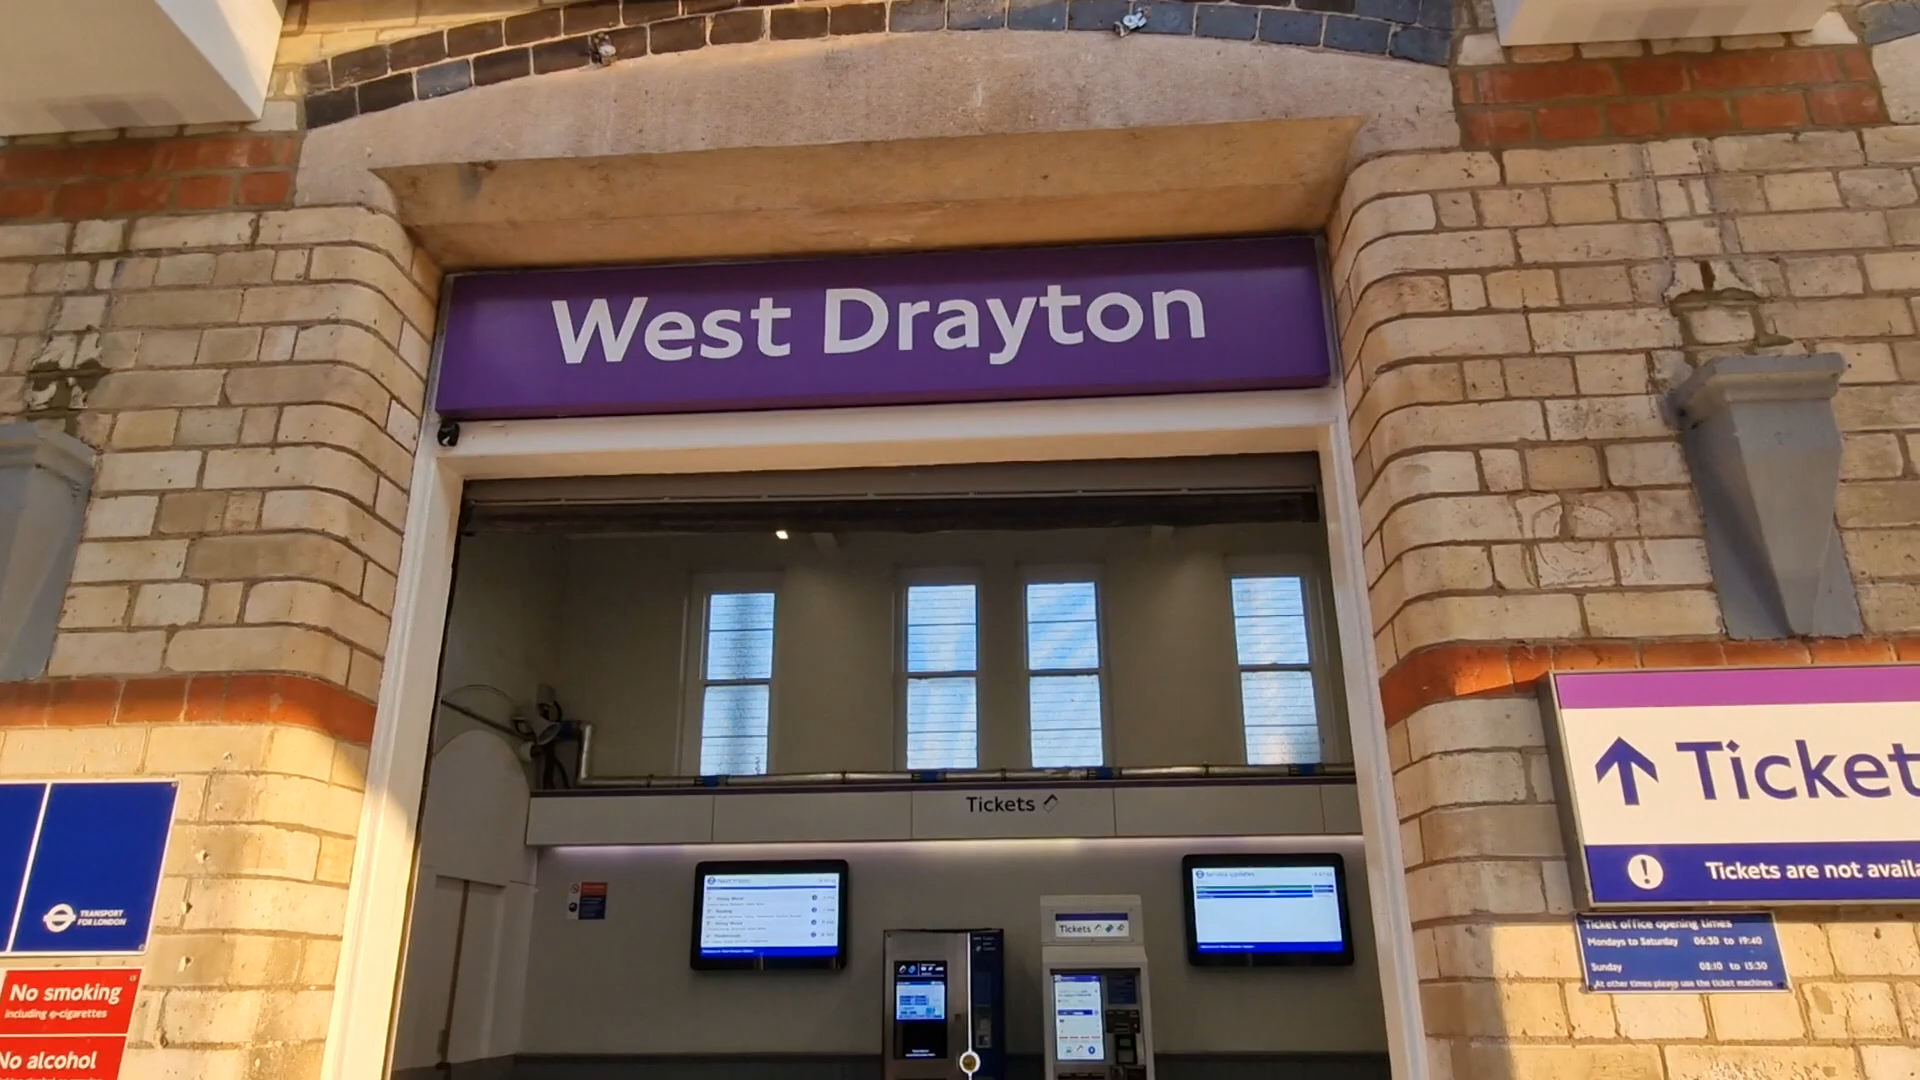 West Drayton
Tickets
Tickets
Service updates
Ticket
Tickets are not availa
Ticket office opening times
Mondays to Saturday 06:30 to 19:40
Sunday 08:10 to 15:30
At other times please use the ticket machines
TRANSPORT
FOR LONDON
No smoking
including e-cigarettes
No alcohol